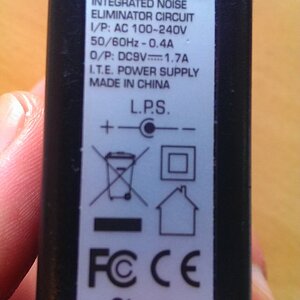 INTEGRATED NOISE
ELIMINATOR CIRCUIT
I/P: AC 100~240V
50/60Hz - 0.4A
O/P: DC9V⎓1.7A
I.T.E. POWER SUPPLY
MADE IN CHINA
L.P.S.
+ -
FC CE